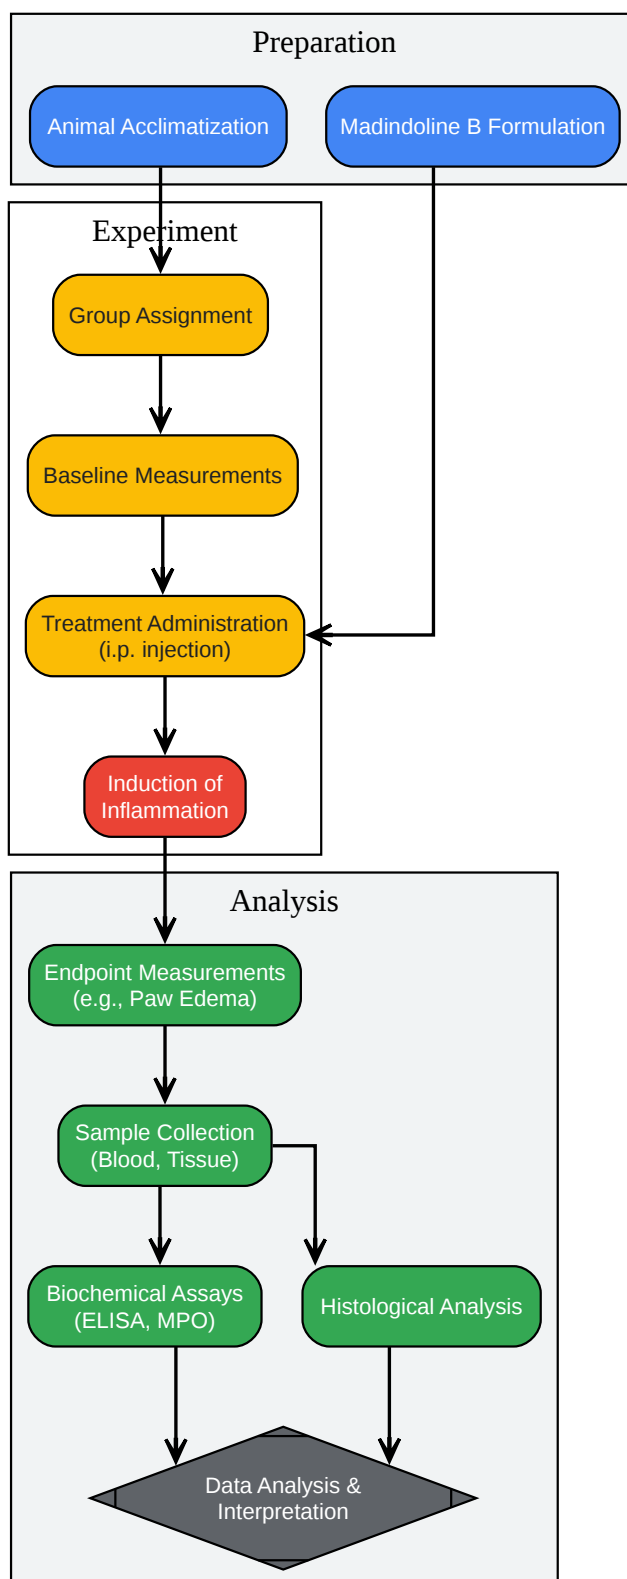 Preparation
Animal Acclimatization
Madindoline B Formulation
Experiment
Group Assignment
Baseline Measurements
Treatment Administration
(i.p. injection)
Induction of
Inflammation
Analysis
Endpoint Measurements
(e.g., Paw Edema)
Sample Collection
(Blood, Tissue)
Biochemical Assays
(ELISA, MPO)
Histological Analysis
Data Analysis &
Interpretation